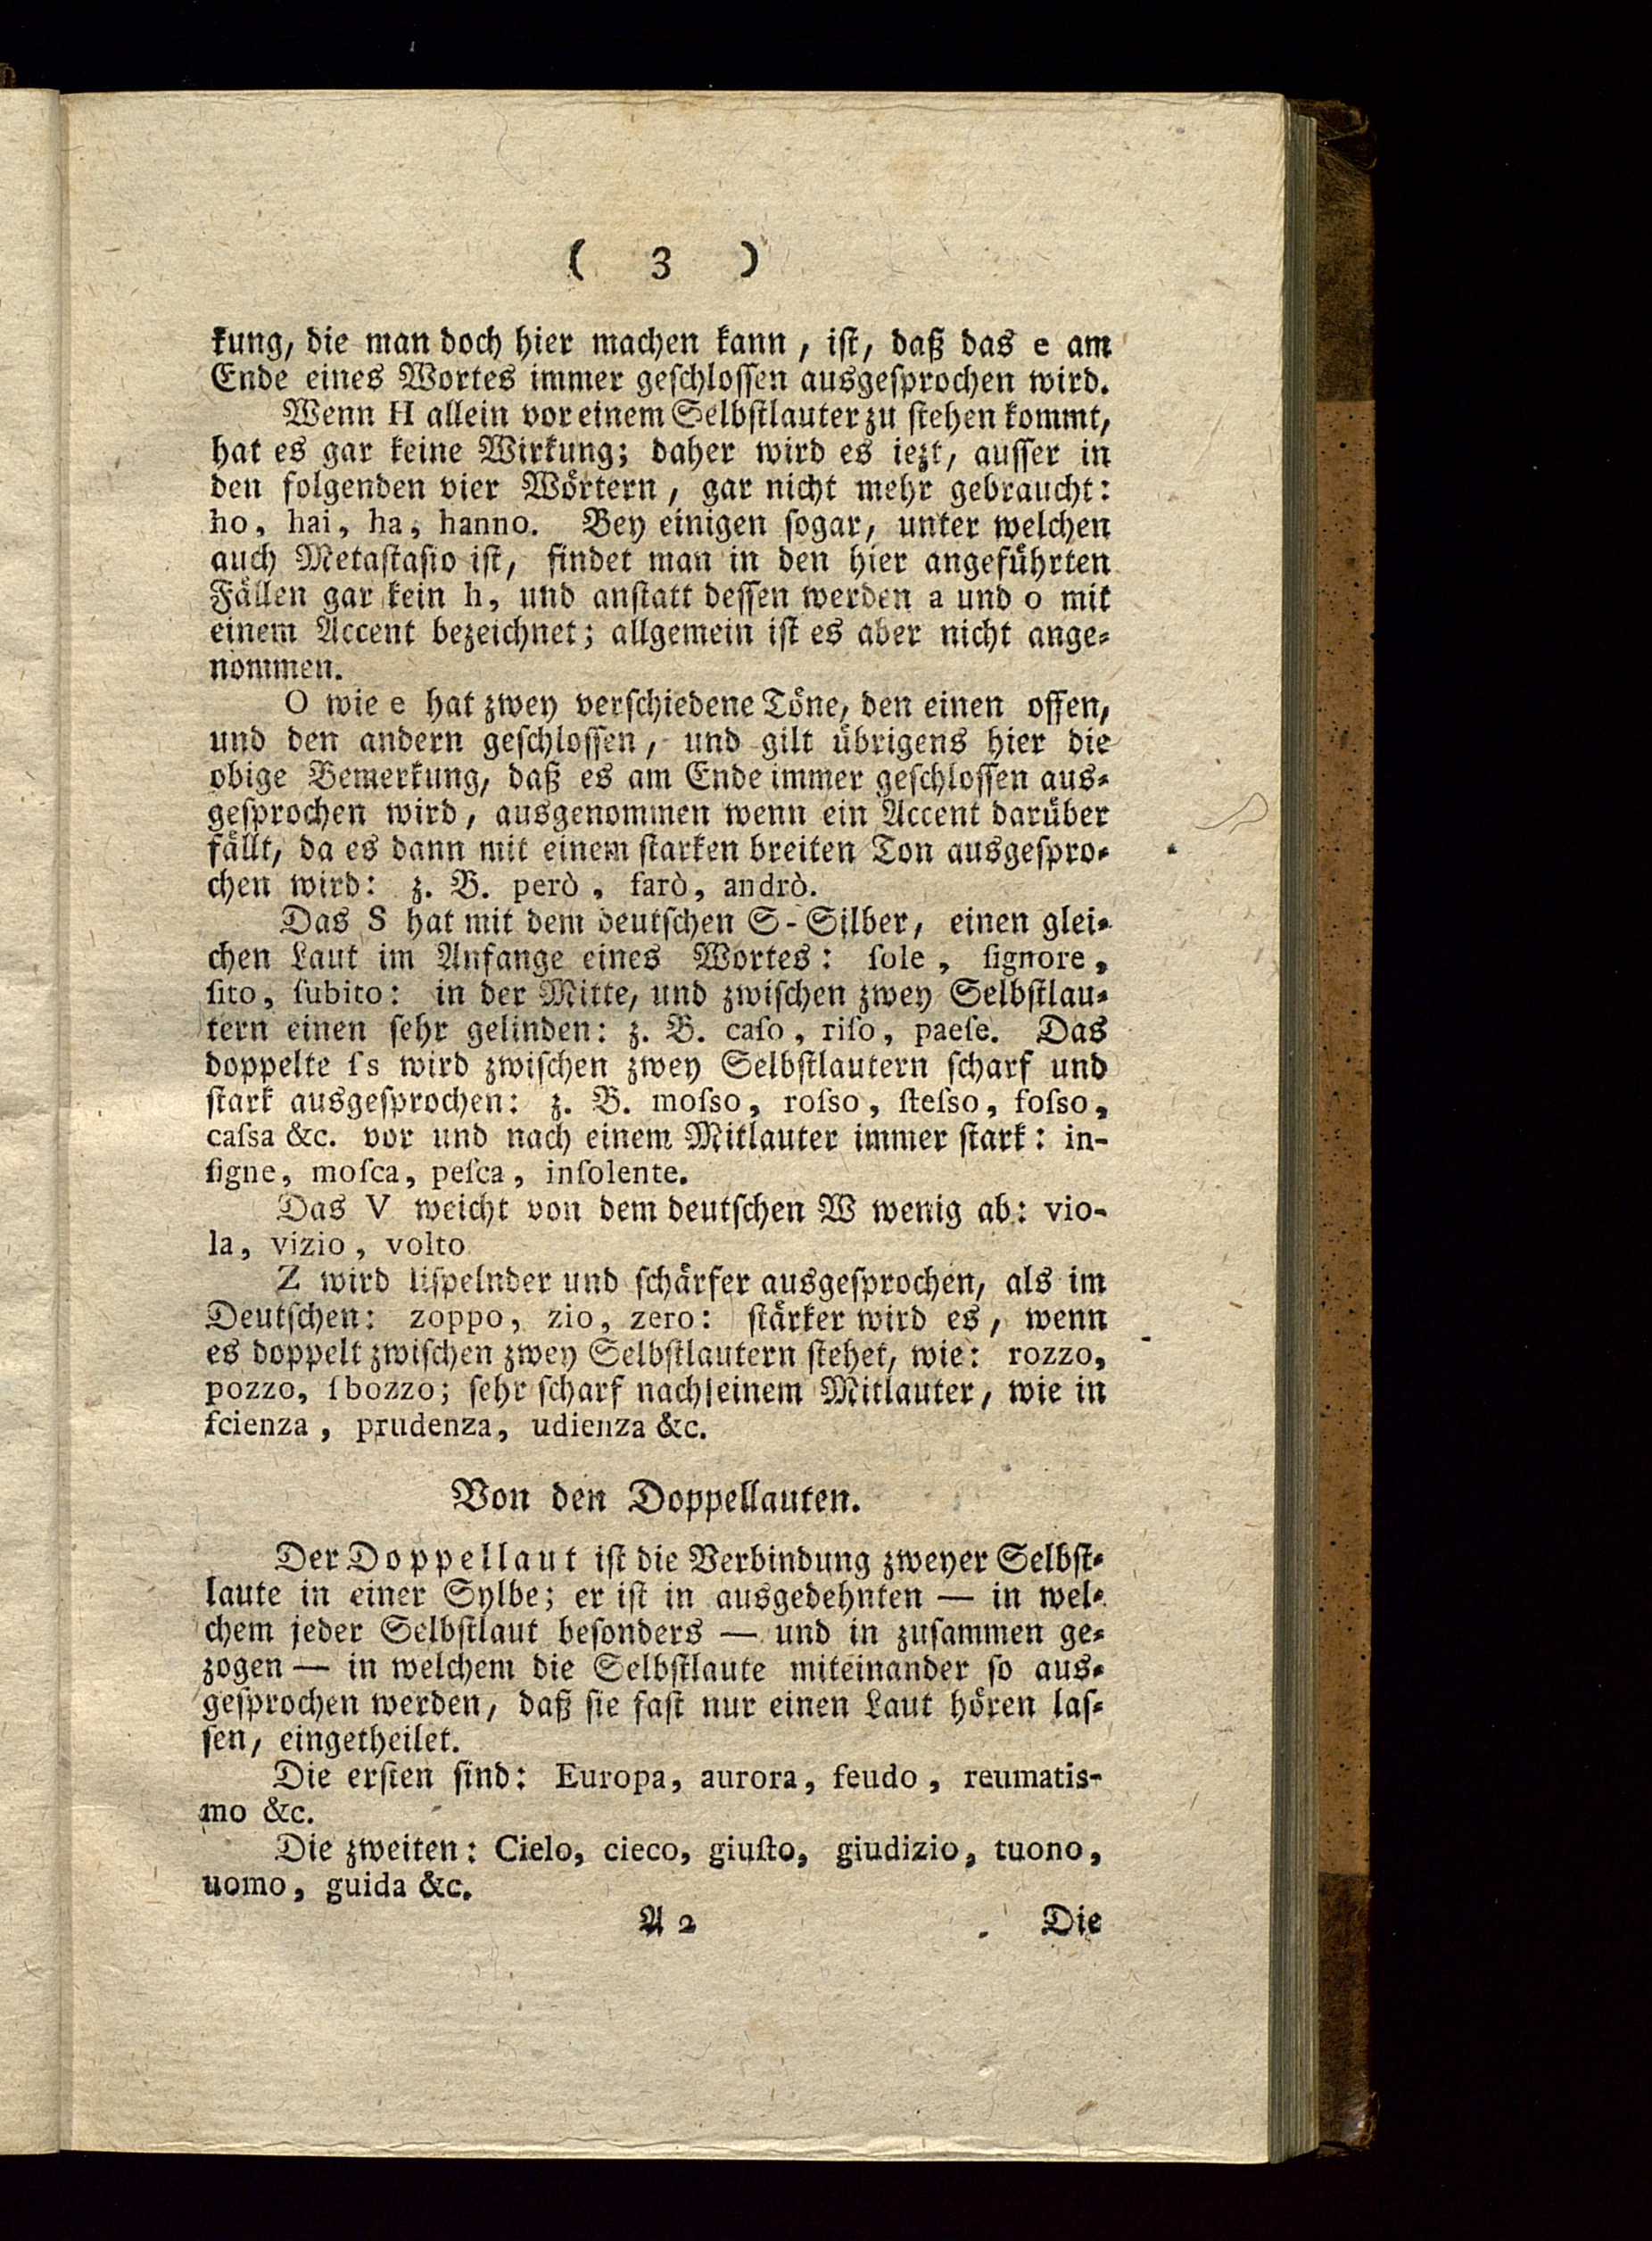 ( 3 )
kung, die man doch hier machen kann, iſt, daß das e am
Ende eines Wortes immer geſchloſſen ausgeſprochen wird.
Wenn H allein vor einem Selbſtlauter zu ſtehen kommt,
hat es gar keine Wirkung; daher wird es iezt, auſſer in
den folgenden vier Wörtern, gar nicht mehr gebraucht:
ho, hai, ha, hanno. Bey einigen ſogar, unter welchen
auch Metaſtaſio iſt, findet man in den hier angeführten
Fällen gar kein h, und anſtatt deſſen werden a und o mit
einem Accent bezeichnet; allgemein iſt es aber nicht ange-
nommen.
O wie e hat zwey verſchiedene Töne, den einen offen,
und den andern geſchloſſen, und gilt übrigens hier die
obige Bemerkung, daß es am Ende immer geſchloſſen aus-
geſprochen wird, ausgenommen wenn ein Accent darüber
fällt, da es dann mit einem ſtarken breiten Ton ausgeſpro-
chen wird: z. B. però, farò, andrò.
Das S hat mit dem deutſchen S-Silber, einen glei-
chen Laut im Anfange eines Wortes: ſole, ſignore,
ſito, ſubito: in der Mitte, und zwiſchen zwey Selbſtlau-
tern einen ſehr gelinden: z. B. caſo, riſo, paeſe. Das
doppelte ſs wird zwiſchen zwey Selbſtlautern ſcharf und
ſtark ausgeſprochen: z. B. moſso, roſso, ſteſso, foſso,
caſsa &c. vor und nach einem Mitlauter immer ſtark: in-
ſigne, moſca, peſca, inſolente.
Das V weicht von dem deutſchen W wenig ab: vio-
la, vizio, volto
Z wird liſpelnder und ſchärfer ausgeſprochen, als im
Deutſchen: zoppo, zio, zero: ſtärker wird es, wenn
es doppelt zwiſchen zwey Selbſtlautern ſtehet, wie: rozzo,
pozzo, ſbozzo; ſehr ſcharf nach einem Mitlauter, wie in
ſcienza, prudenza, udienza &c.
Von den Doppellauten.
Der Doppellaut iſt die Verbindung zweyer Selbſt-
laute in einer Sylbe; er iſt in ausgedehnten — in wel-
chem jeder Selbſtlaut beſonders — und in zuſammen ge-
zogen — in welchem die Selbſtlaute miteinander ſo aus-
geſprochen werden, daß ſie faſt nur einen Laut hören laſ-
ſen, eingetheilet.
Die erſten ſind: Europa, aurora, feudo, reumatis-
mo &c.
Die zweiten: Cielo, cieco, giuſto, giudizio, tuono,
uomo, guida &c.
A 2 Die